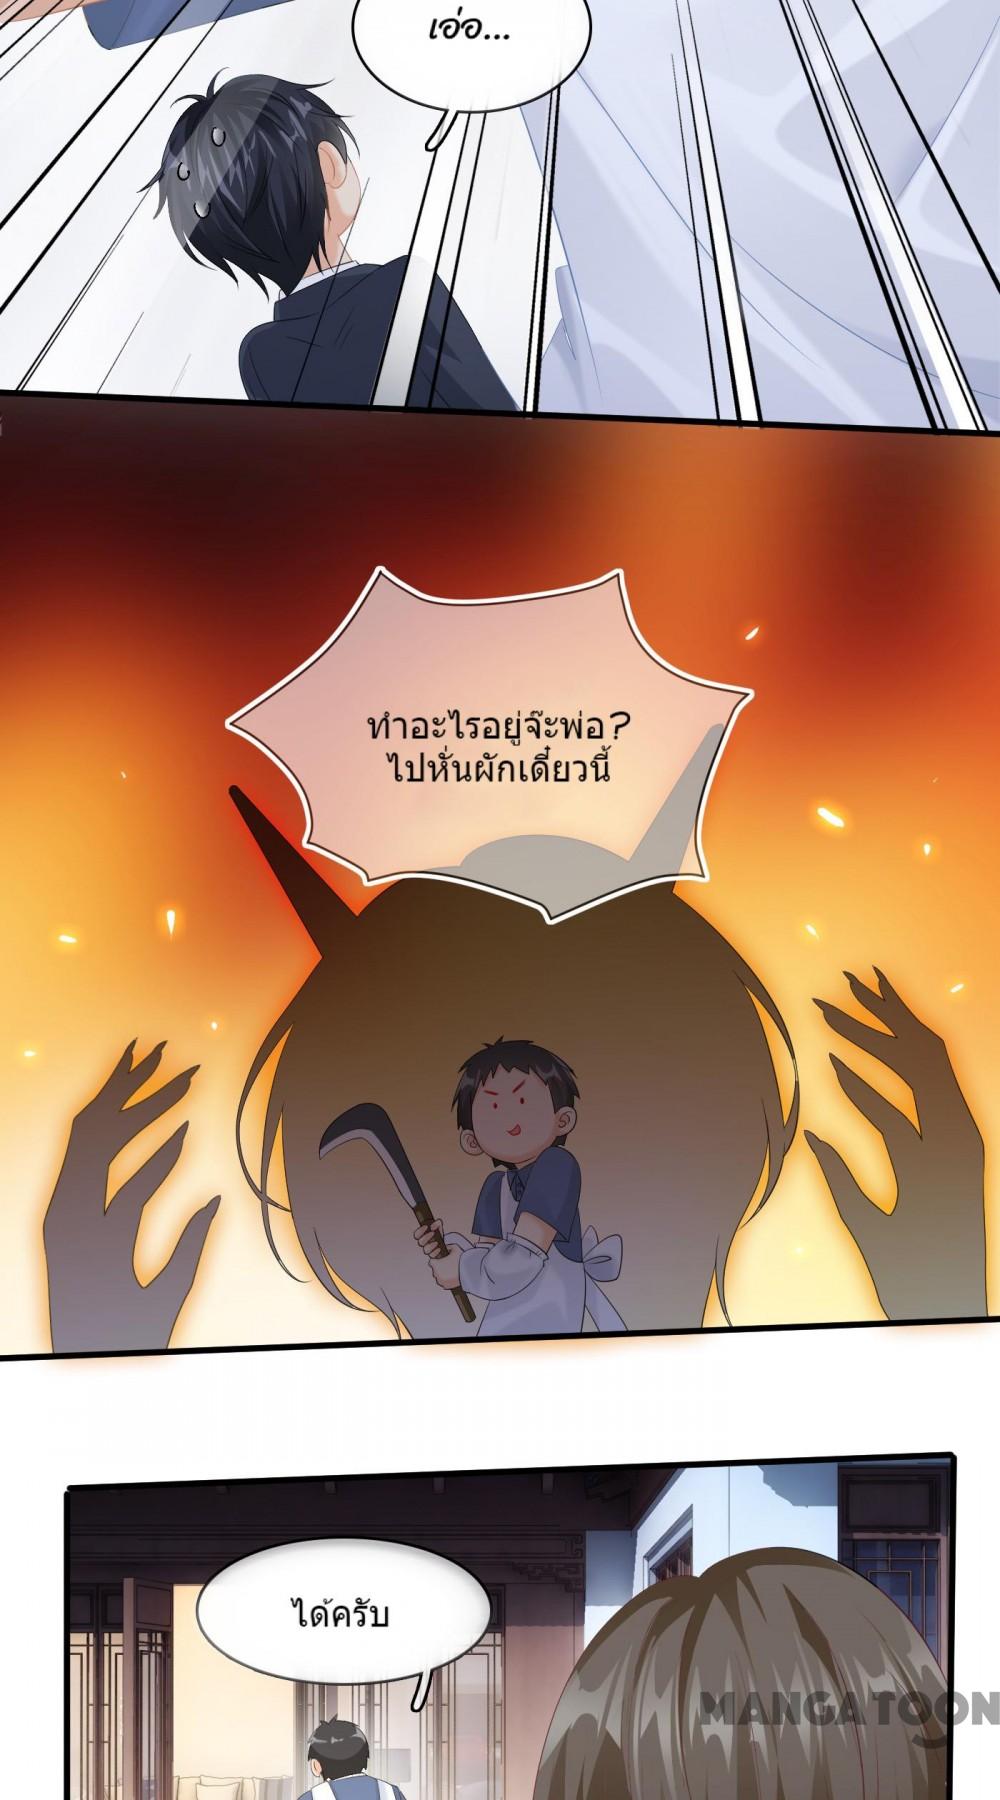 เอ่อ...
ทำอะไรอยู่จ๊ะพ่อ?
ไปหั่นผักเดี๋ยวนี้
ได้ครับ
MANGATOON